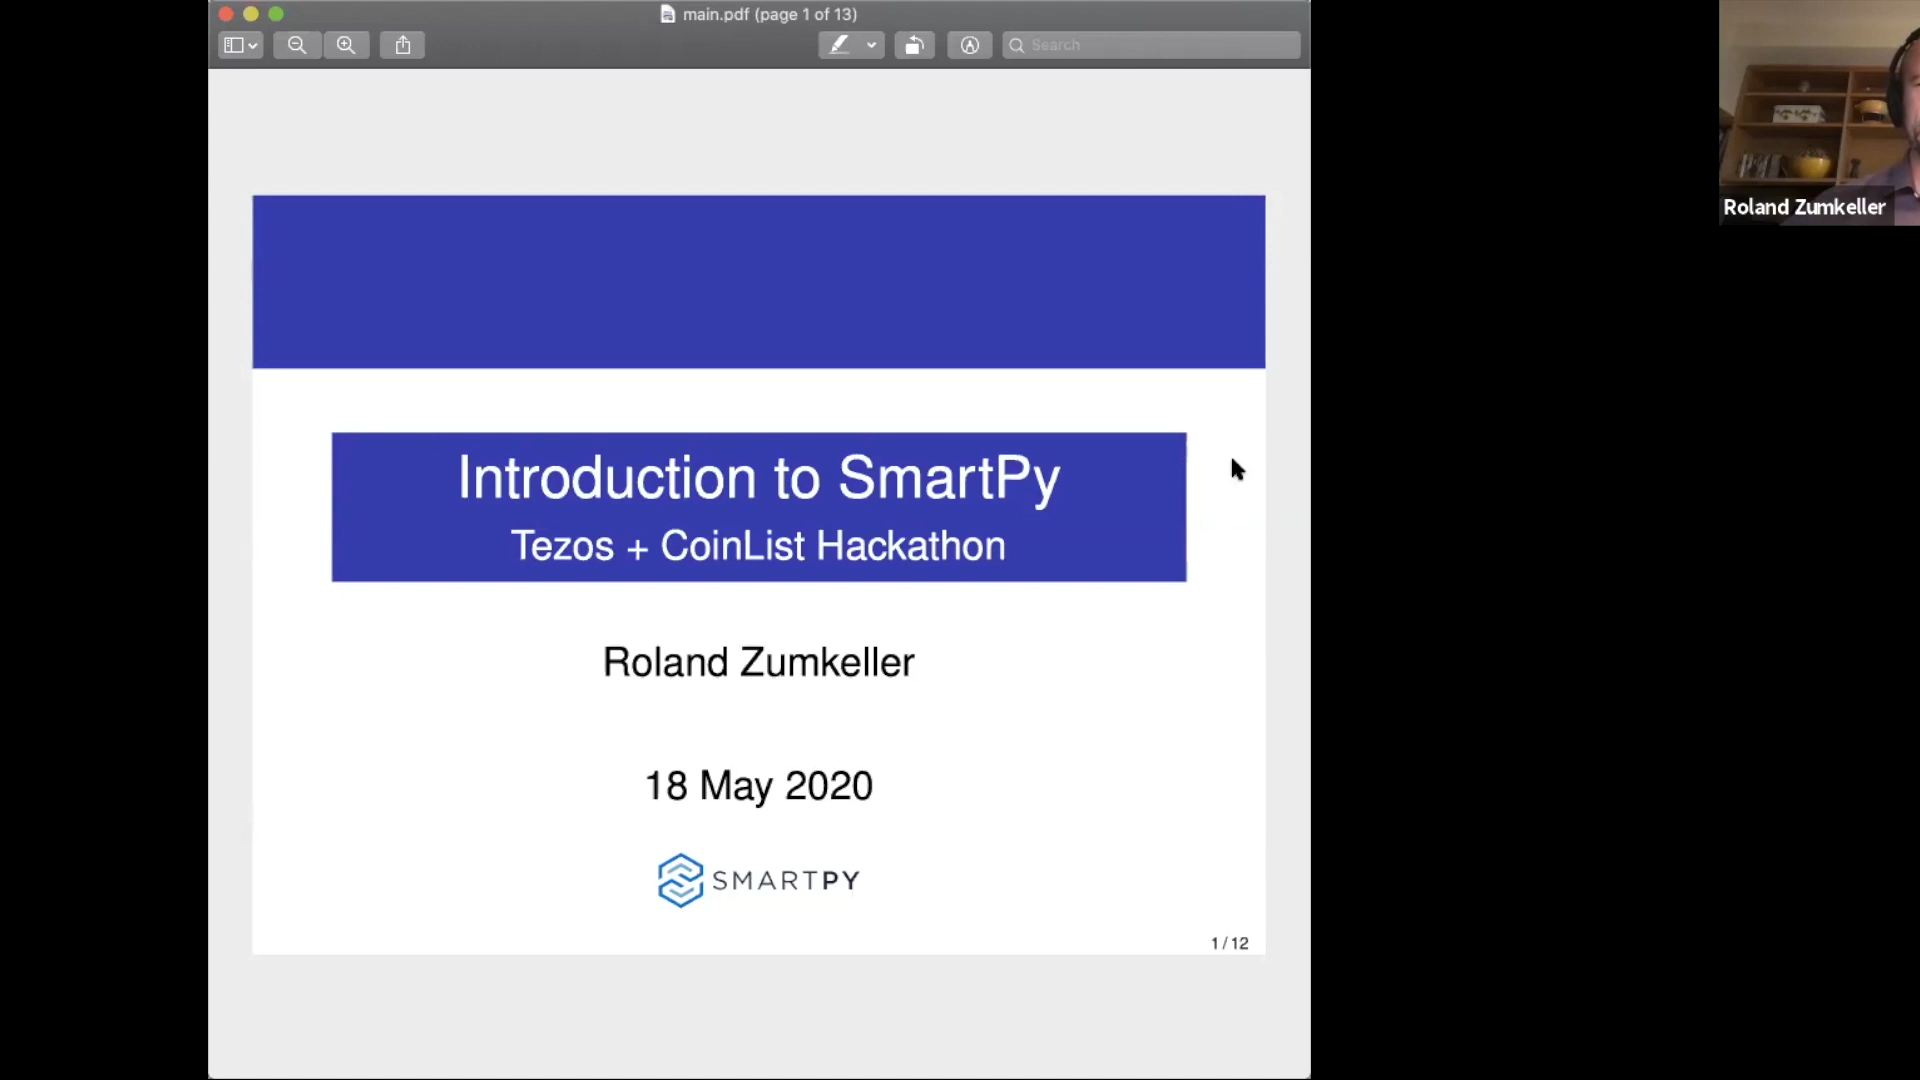 main.pdf (page 1 of 13)
Search
Roland Zumkeller
Introduction to SmartPy
Tezos + CoinList Hackathon
Roland Zumkeller
18 May 2020
SMARTPY
1 / 12